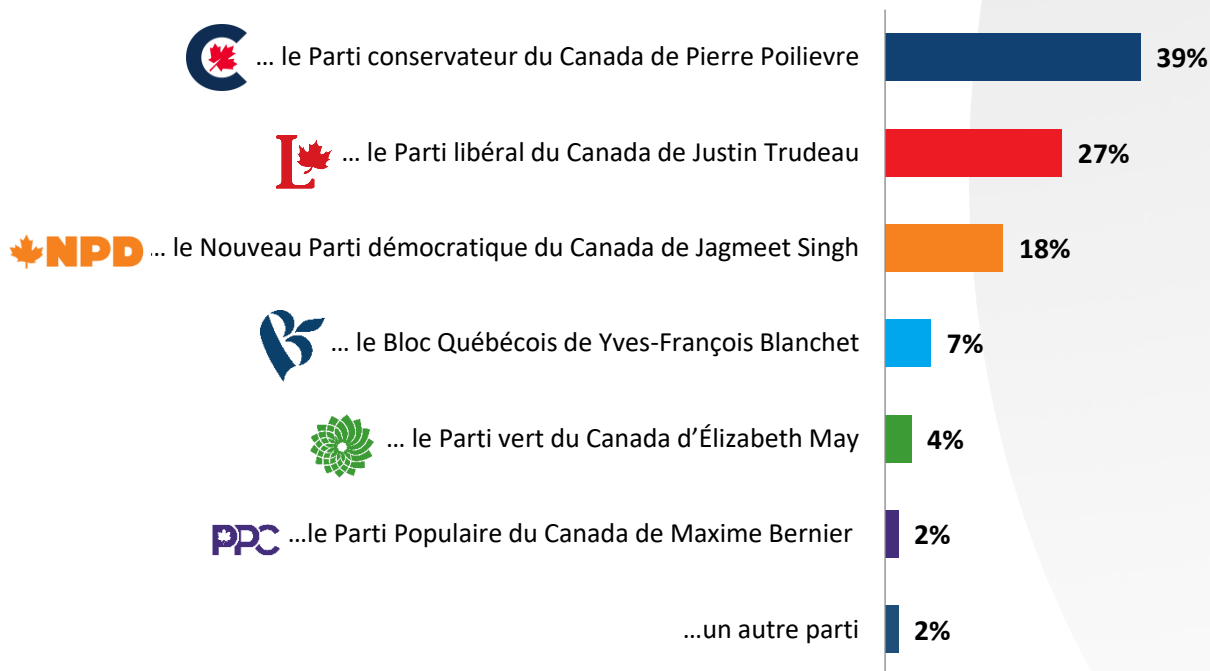 … le Parti conservateur du Canada de Pierre Poilievre 39%
L … le Parti libéral du Canada de Justin Trudeau 27%
NPD … le Nouveau Parti démocratique du Canada de Jagmeet Singh 18%
… le Bloc Québécois de Yves-François Blanchet 7%
… le Parti vert du Canada d’Élizabeth May 4%
PPC …le Parti Populaire du Canada de Maxime Bernier 2%
…un autre parti 2%